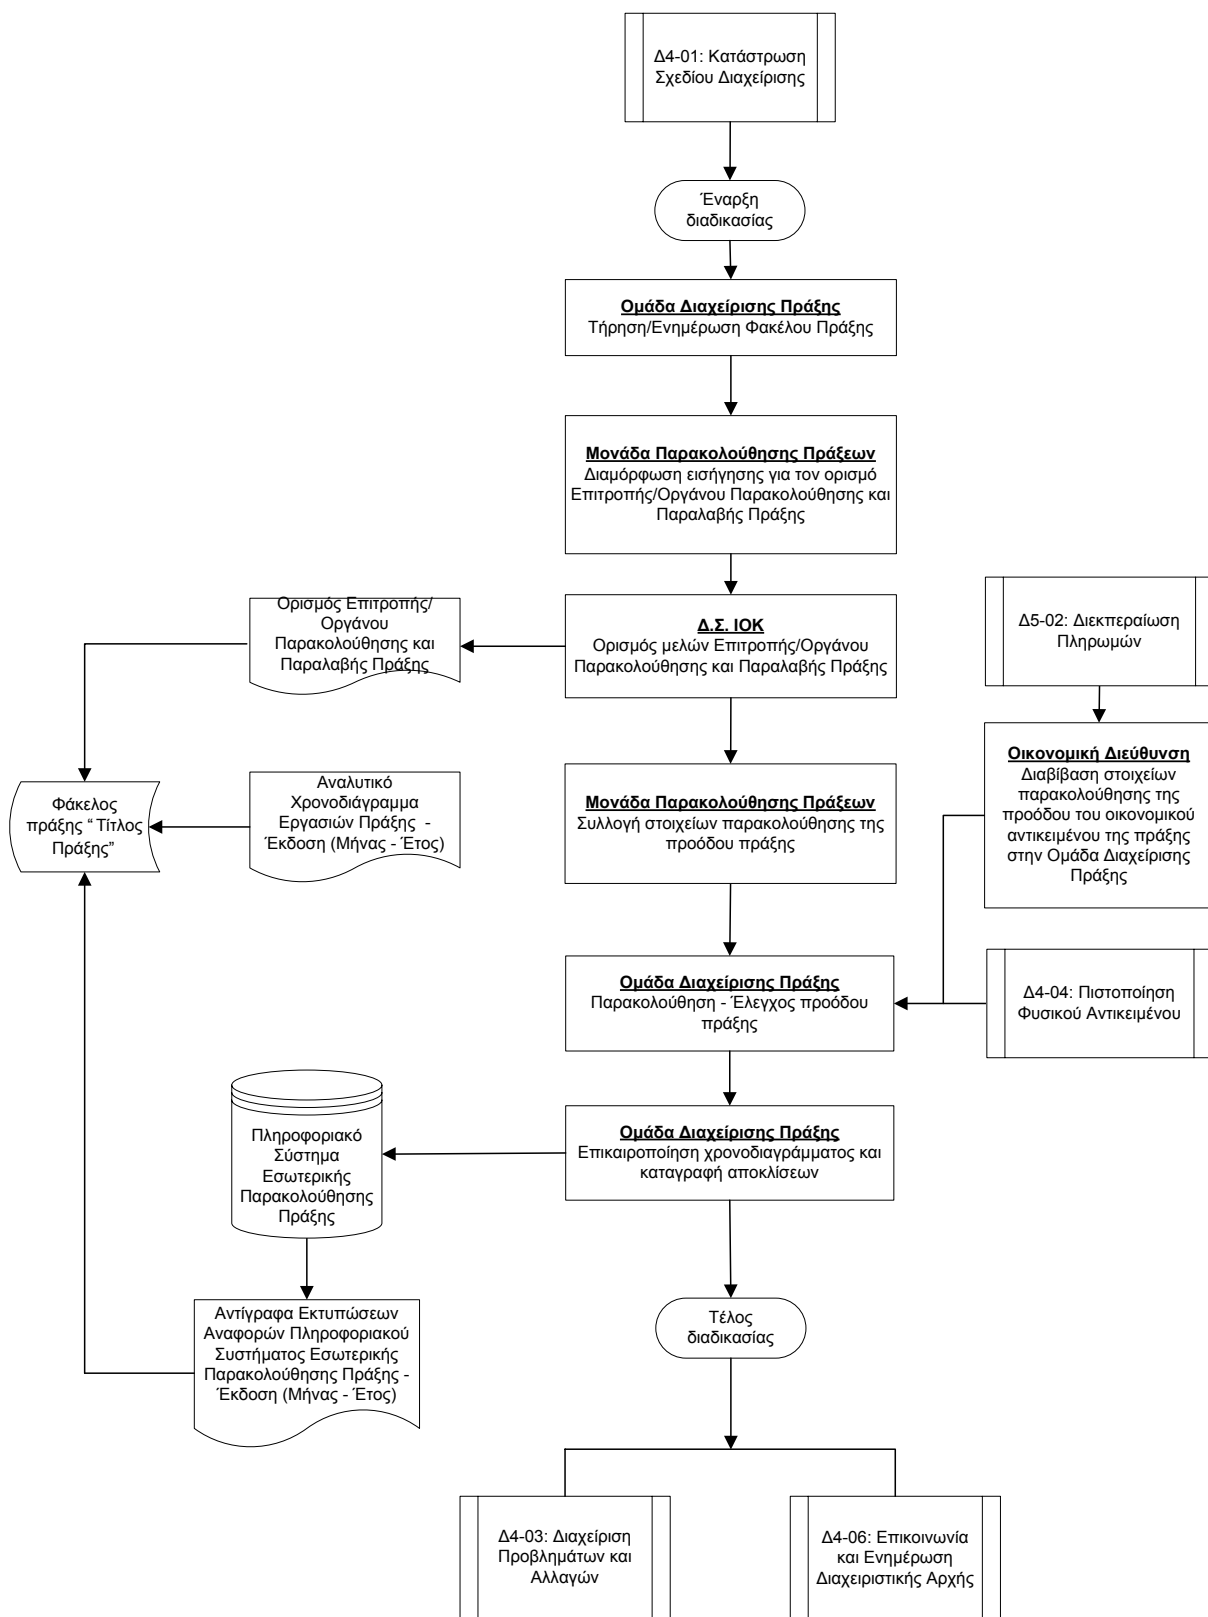 Δ4-01: Κατάστρωση
Σχεδίου Διαχείρισης
Έναρξη
διαδικασίας
Ομάδα Διαχείρισης Πράξης
Τήρηση/Ενημέρωση Φακέλου Πράξης
Μονάδα Παρακολούθησης Πράξεων
Διαμόρφωση εισήγησης για τον ορισμό
Επιτροπής/Οργάνου Παρακολούθησης και
Παραλαβής Πράξης
Δ.Σ. ΙΟΚ
Ορισμός μελών Επιτροπής/Οργάνου
Παρακολούθησης και Παραλαβής Πράξης
Ορισμός Επιτροπής/
Οργάνου
Παρακολούθησης και
Παραλαβής Πράξης
Δ5-02: Διεκπεραίωση
Πληρωμών
Οικονομική Διεύθυνση
Διαβίβαση στοιχείων
παρακολούθησης της
προόδου του οικονομικού
αντικειμένου της πράξης
στην Ομάδα Διαχείρισης
Πράξης
Μονάδα Παρακολούθησης Πράξεων
Συλλογή στοιχείων παρακολούθησης της
προόδου πράξης
Αναλυτικό
Χρονοδιάγραμμα
Εργασιών Πράξης -
Έκδοση (Μήνας - Έτος)
Φάκελος
πράξης “ Τίτλος
Πράξης”
Ομάδα Διαχείρισης Πράξης
Παρακολούθηση - Έλεγχος προόδου
πράξης
Δ4-04: Πιστοποίηση
Φυσικού Αντικειμένου
Ομάδα Διαχείρισης Πράξης
Επικαιροποίηση χρονοδιαγράμματος και
καταγραφή αποκλίσεων
Πληροφοριακό
Σύστημα
Εσωτερικής
Παρακολούθησης
Πράξης
Αντίγραφα Εκτυπώσεων
Αναφορών Πληροφοριακού
Συστήματος Εσωτερικής
Παρακολούθησης Πράξης -
Έκδοση (Μήνας - Έτος)
Τέλος
διαδικασίας
Δ4-03: Διαχείριση
Προβλημάτων και
Αλλαγών
Δ4-06: Επικοινωνία
και Ενημέρωση
Διαχειριστικής Αρχής